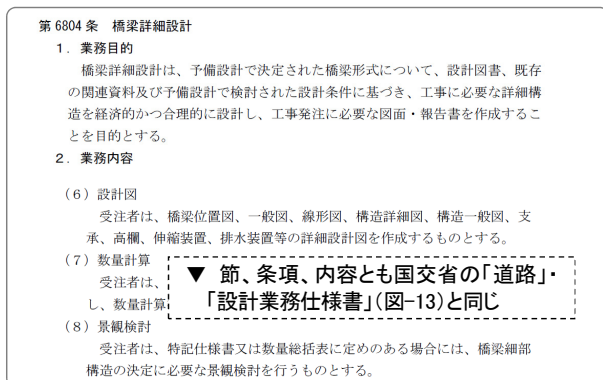 第 6804 条　橋梁詳細設計
１．業務目的
橋梁詳細設計は、予備設計で決定された橋梁形式について、設計図書、既存
の関連資料及び予備設計で検討された設計条件に基づき、工事に必要な詳細構
造を経済的かつ合理的に設計し、工事発注に必要な図面・報告書を作成するこ
とを目的とする。
２．業務内容
（６）設計図
受注者は、橋梁位置図、一般図、線形図、構造詳細図、構造一般図、支
承、高欄、伸縮装置、排水装置等の詳細設計図を作成するものとする。
（７）数量計算
受注者は、
し、数量計算
▼ 節、条項、内容とも国交省の「道路」・
「設計業務仕様書」（図-13）と同じ
（８）景観検討
受注者は、特記仕様書又は数量総括表に定めのある場合には、橋梁細部
構造の決定に必要な景観検討を行うものとする。